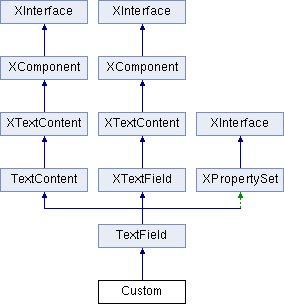 XInterface XInterface
XComponent XComponent
XTextContent XTextContent XInterface
TextContent XTextField XPropertySet
TextField
Custom